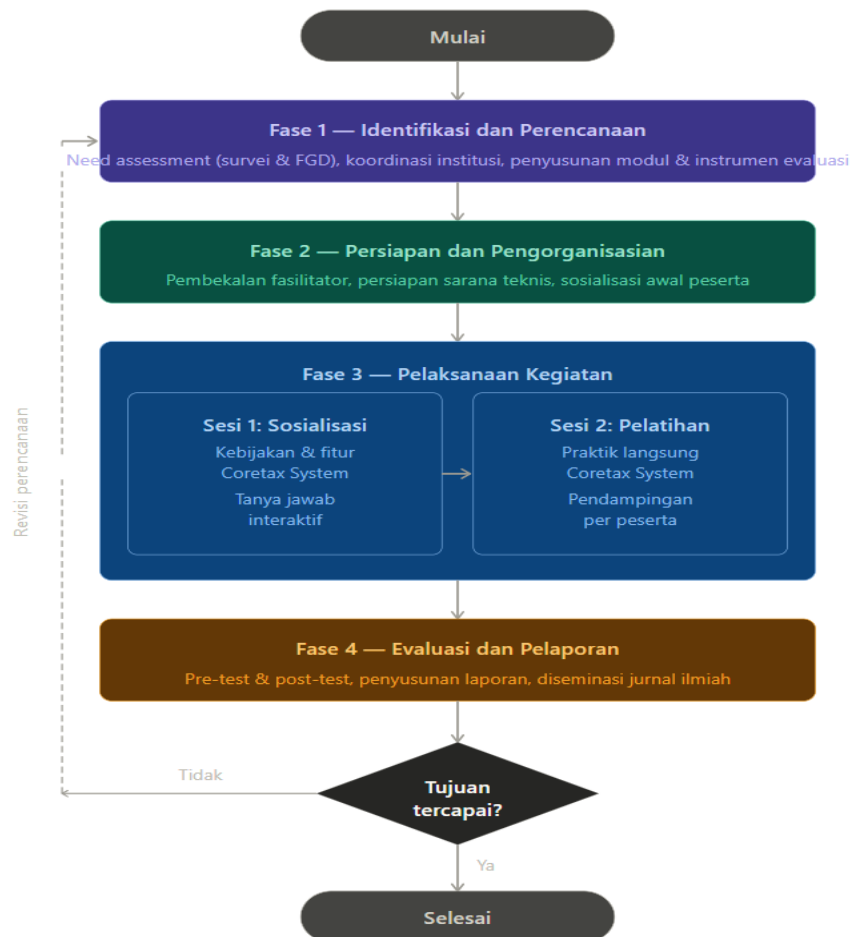 Mulai
Fase 1 — Identifikasi dan Perencanaan
Need assessment (survei & FGD), koordinasi institusi, penyusunan modul & instrumen evaluasi
Fase 2 — Persiapan dan Pengorganisasian
Pembekalan fasilitator, persiapan sarana teknis, sosialisasi awal peserta
Fase 3 — Pelaksanaan Kegiatan
Sesi 1: Sosialisasi
Kebijakan & fitur
Coretax System
Tanya jawab
interaktif
Sesi 2: Pelatihan
Praktik langsung
Coretax System
Pendampingan
per peserta
Revisi perencanaan
Fase 4 — Evaluasi dan Pelaporan
Pre-test & post-test, penyusunan laporan, diseminasi jurnal ilmiah
Tujuan
tercapai?
Tidak
Ya
Selesai